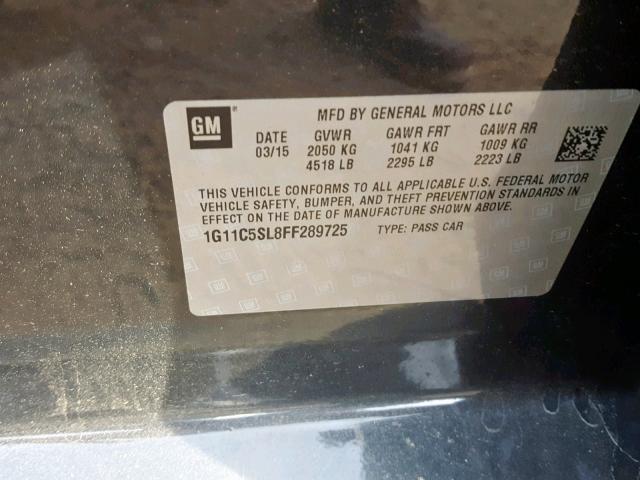 GM
MFD BY GENERAL MOTORS LLC
DATE GVWR GAWR FRT GAWR RR
03/15 2050 KG 1041 KG 1009 KG
4518 LB 2295 LB 2223 LB
THIS VEHICLE CONFORMS TO ALL APPLICABLE U.S. FEDERAL MOTOR
VEHICLE SAFETY, BUMPER, AND THEFT PREVENTION STANDARDS IN
EFFECT ON THE DATE OF MANUFACTURE SHOWN ABOVE.
1G11C5SL8FF289725 TYPE: PASS CAR